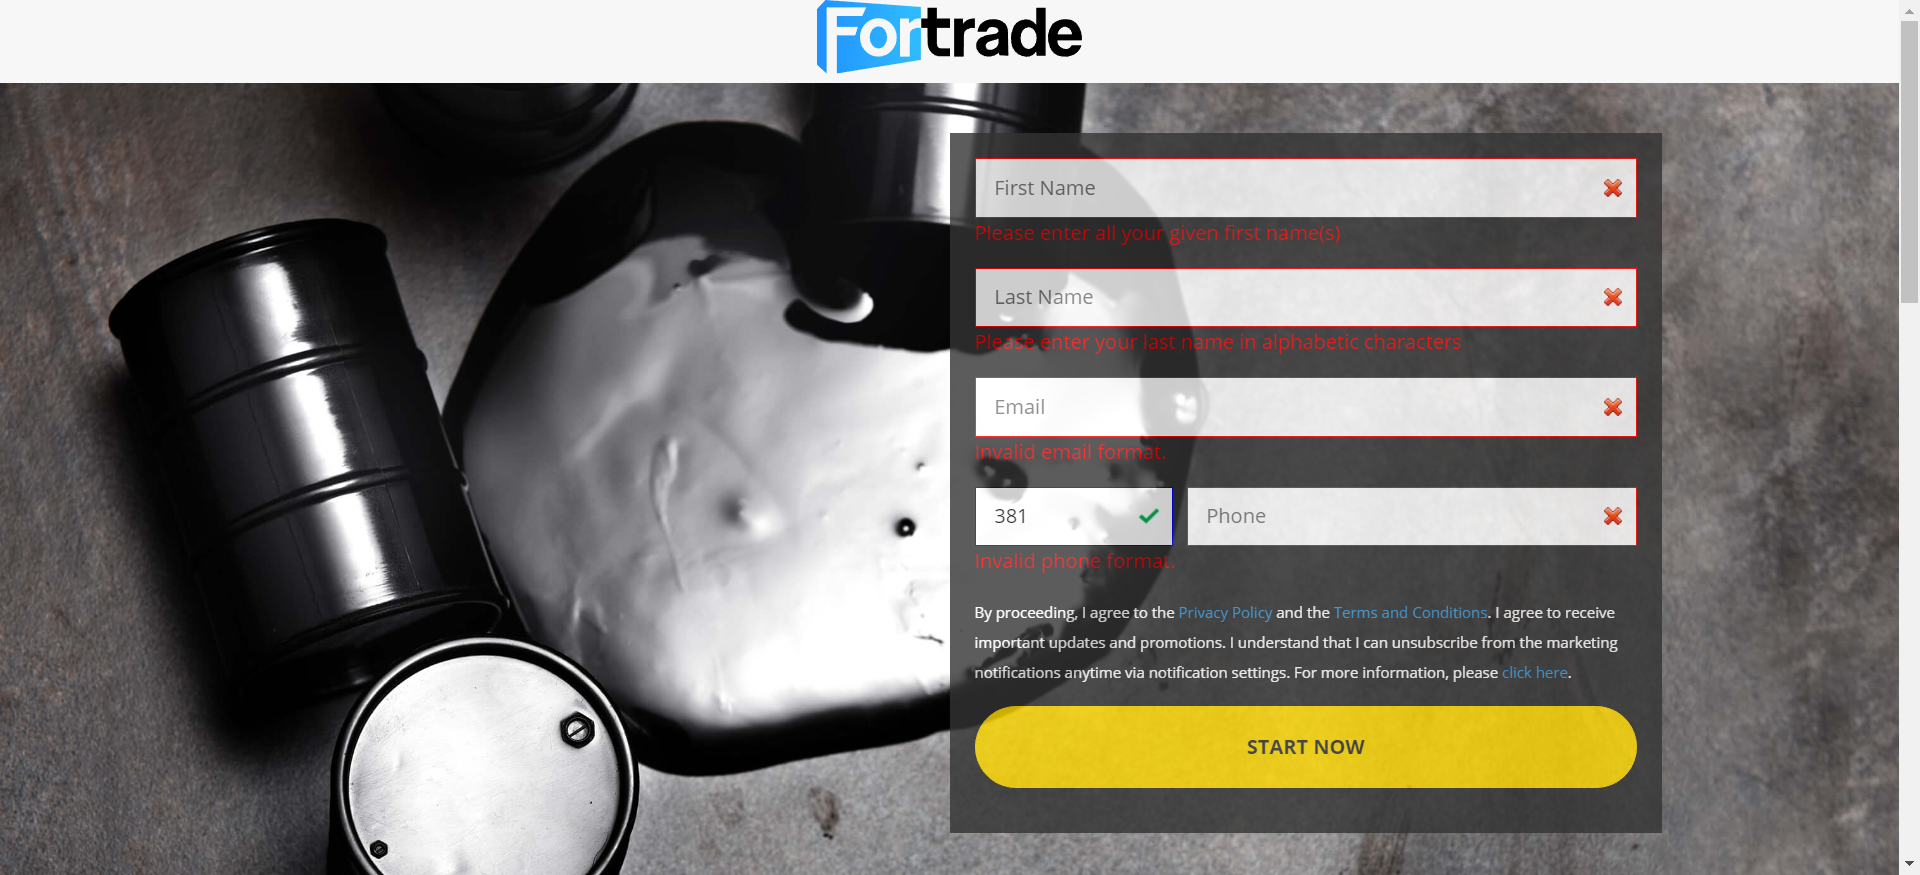 Fortrade
First Name
Please enter all your given first name(s)
Last Name
Please enter your last name in alphabetic characters
Email
Invalid email format.
381
Phone
Invalid phone format.
By proceeding, I agree to the Privacy Policy and the Terms and Conditions. I agree to receive
important updates and promotions. I understand that I can unsubscribe from the marketing
notifications anytime via notification settings. For more information, please click here.
START NOW